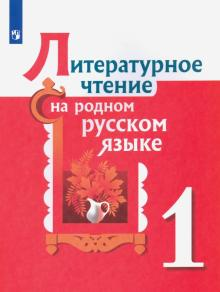 Литературное
чтение
на родном
русском
языке
1